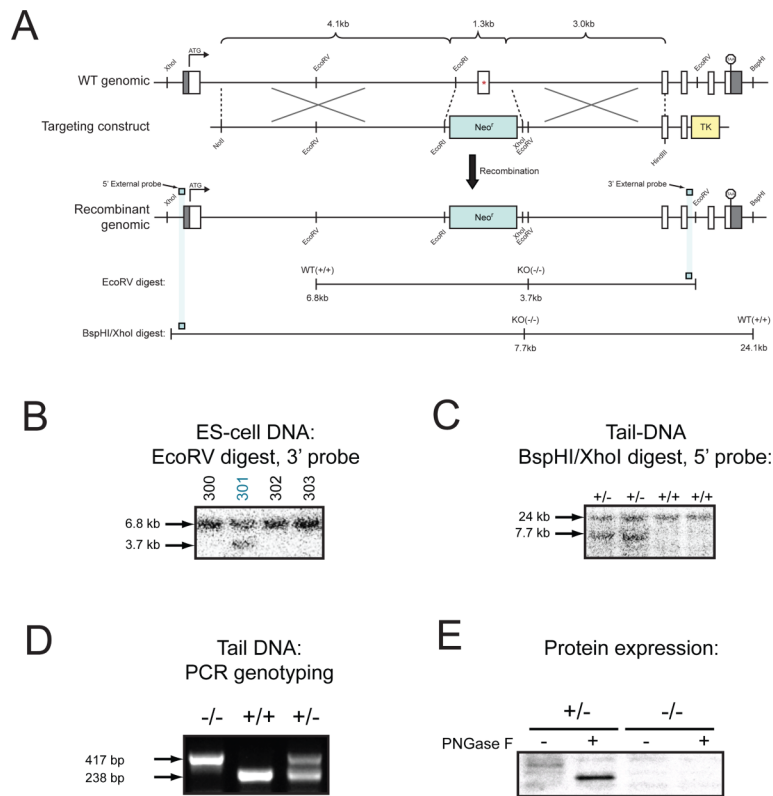 A
4.1kb
1.3kb
3.0kb
XhoI
ATG
EcoRV
EcoRI
EcoRV
BspHI
WT genomic
*
Targeting construct
NotI
EcoRV
EcoRI
Neoʳ
XhoI
EcoRV
HindIII
TK
Recombination
5' External probe
3' External probe
XhoI
ATG
EcoRV
BspHI
Recombinant
genomic
Neoʳ
EcoRV
EcoRI
XhoI
EcoRV
WT(+/+)
KO(-/-)
EcoRV digest:
6.8kb
3.7kb
KO(-/-)
WT(+/+)
BspHI/XhoI digest:
7.7kb
24.1kb
B
ES-cell DNA:
EcoRV digest, 3' probe
300
301
302
303
6.8 kb
3.7 kb
C
Tail-DNA
BspHI/XhoI digest, 5' probe:
+/- +/- +/+ +/+
24 kb
7.7 kb
D
Tail DNA:
PCR genotyping
-/- +/+ +/-
417 bp
238 bp
E
Protein expression:
+/- -/-
PNGase F - + - +